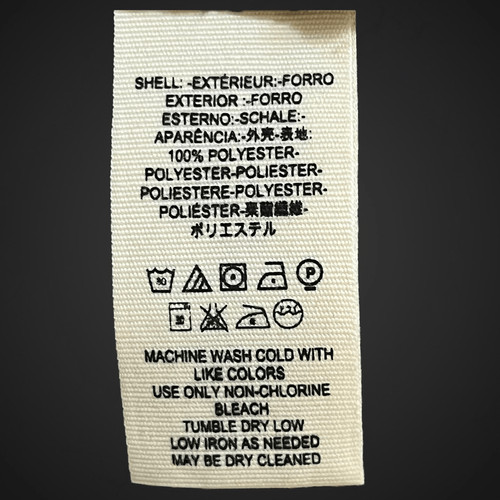 SHELL: -EXTÉRIEUR:-FORRO
EXTERIOR :-FORRO
ESTERNO:-SCHALE:-
APARÊNCIA:-外壳-表地:
100% POLYESTER-
POLYESTER-POLIESTER-
POLIESTERE-POLYESTER-
POLIÉSTER-聚酯纖維-
ポリエステル
30
P
30
MACHINE WASH COLD WITH
LIKE COLORS
USE ONLY NON-CHLORINE
BLEACH
TUMBLE DRY LOW
LOW IRON AS NEEDED
MAY BE DRY CLEANED